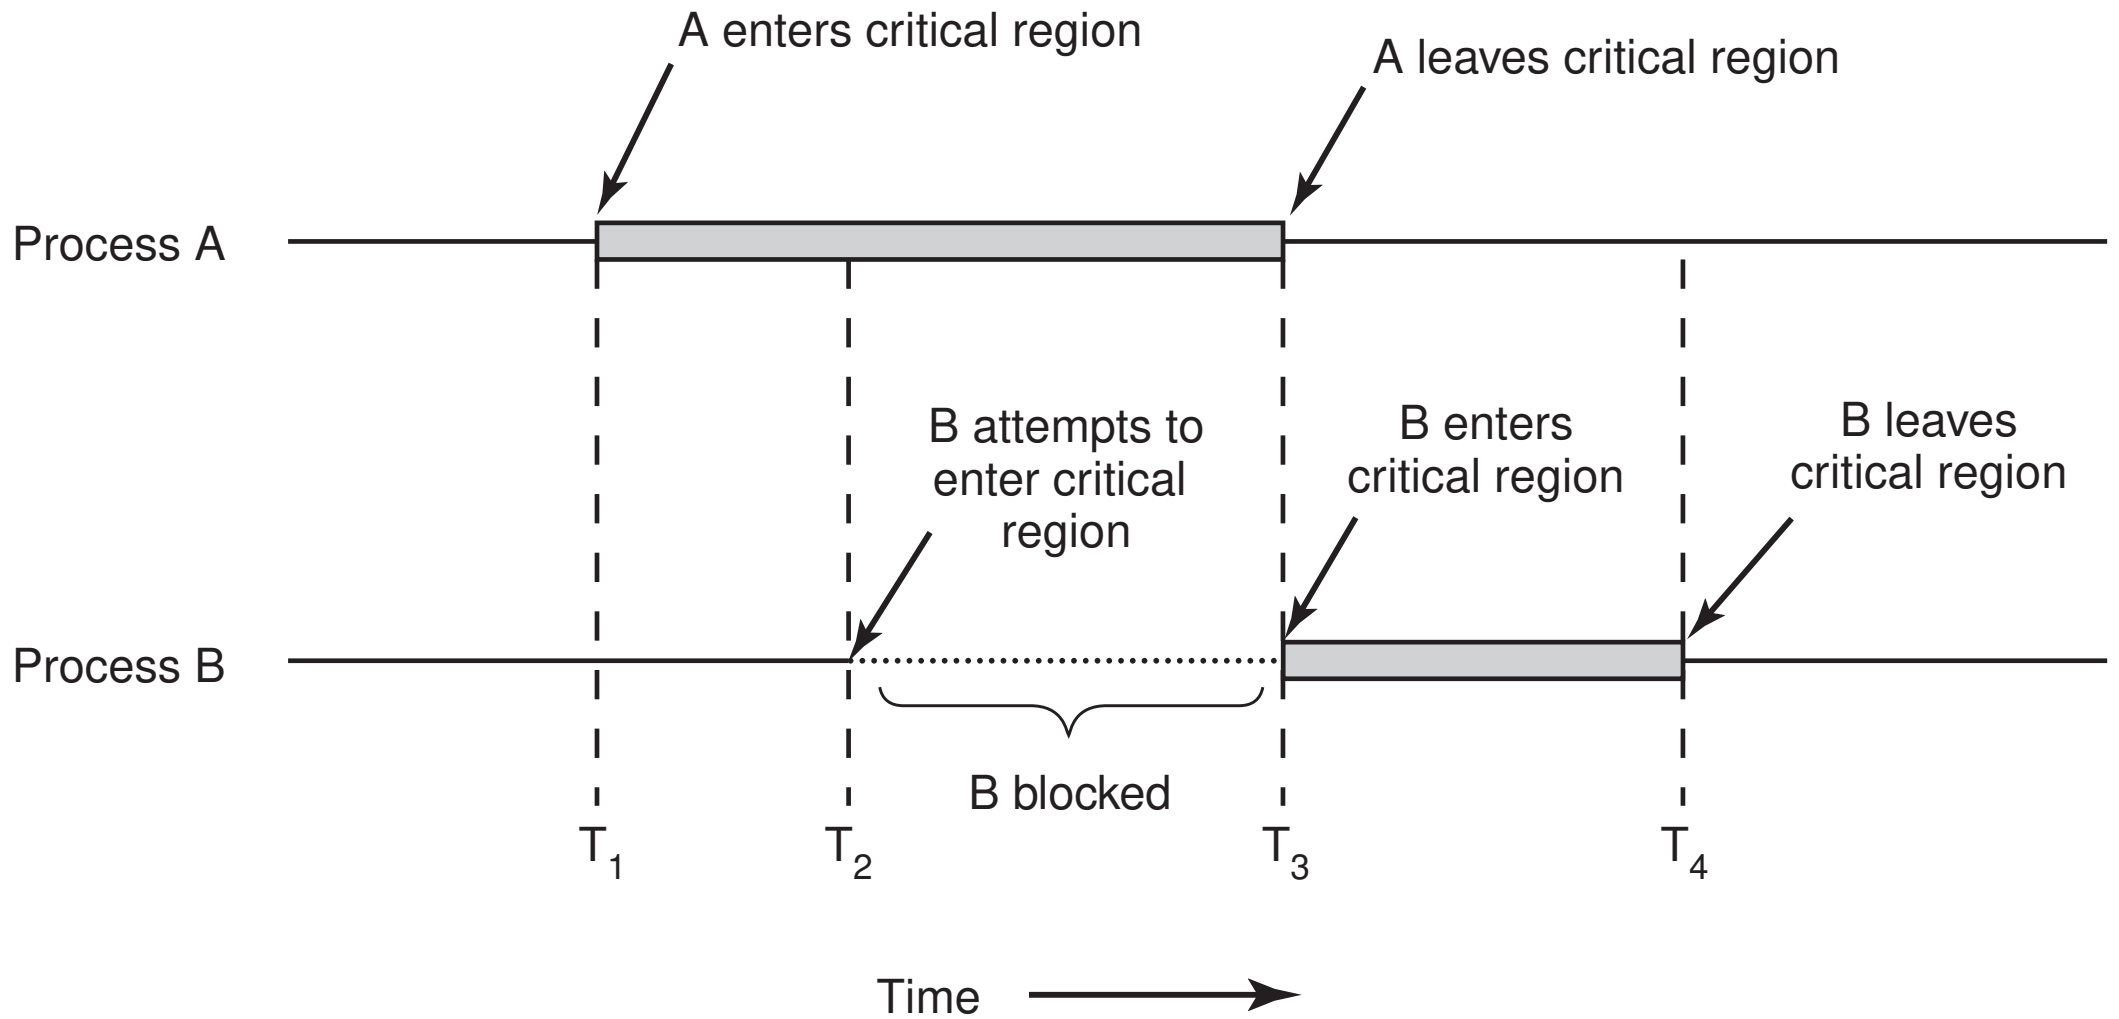 A enters critical region
A leaves critical region
Process A
B attempts to
enter critical
region
B enters
critical region
B leaves
critical region
Process B
B blocked
T1
T2
T3
T4
Time